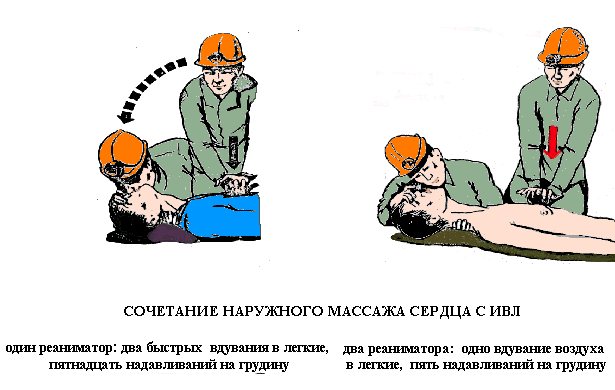 СОЧЕТАНИЕ НАРУЖНОГО МАССАЖА СЕРДЦА С ИВЛ
один реаниматор: два быстрых вдувания в легкие,
пятнадцать надавливаний на грудину
два реаниматора: одно вдувание воздуха
в легкие, пять надавливаний на грудину